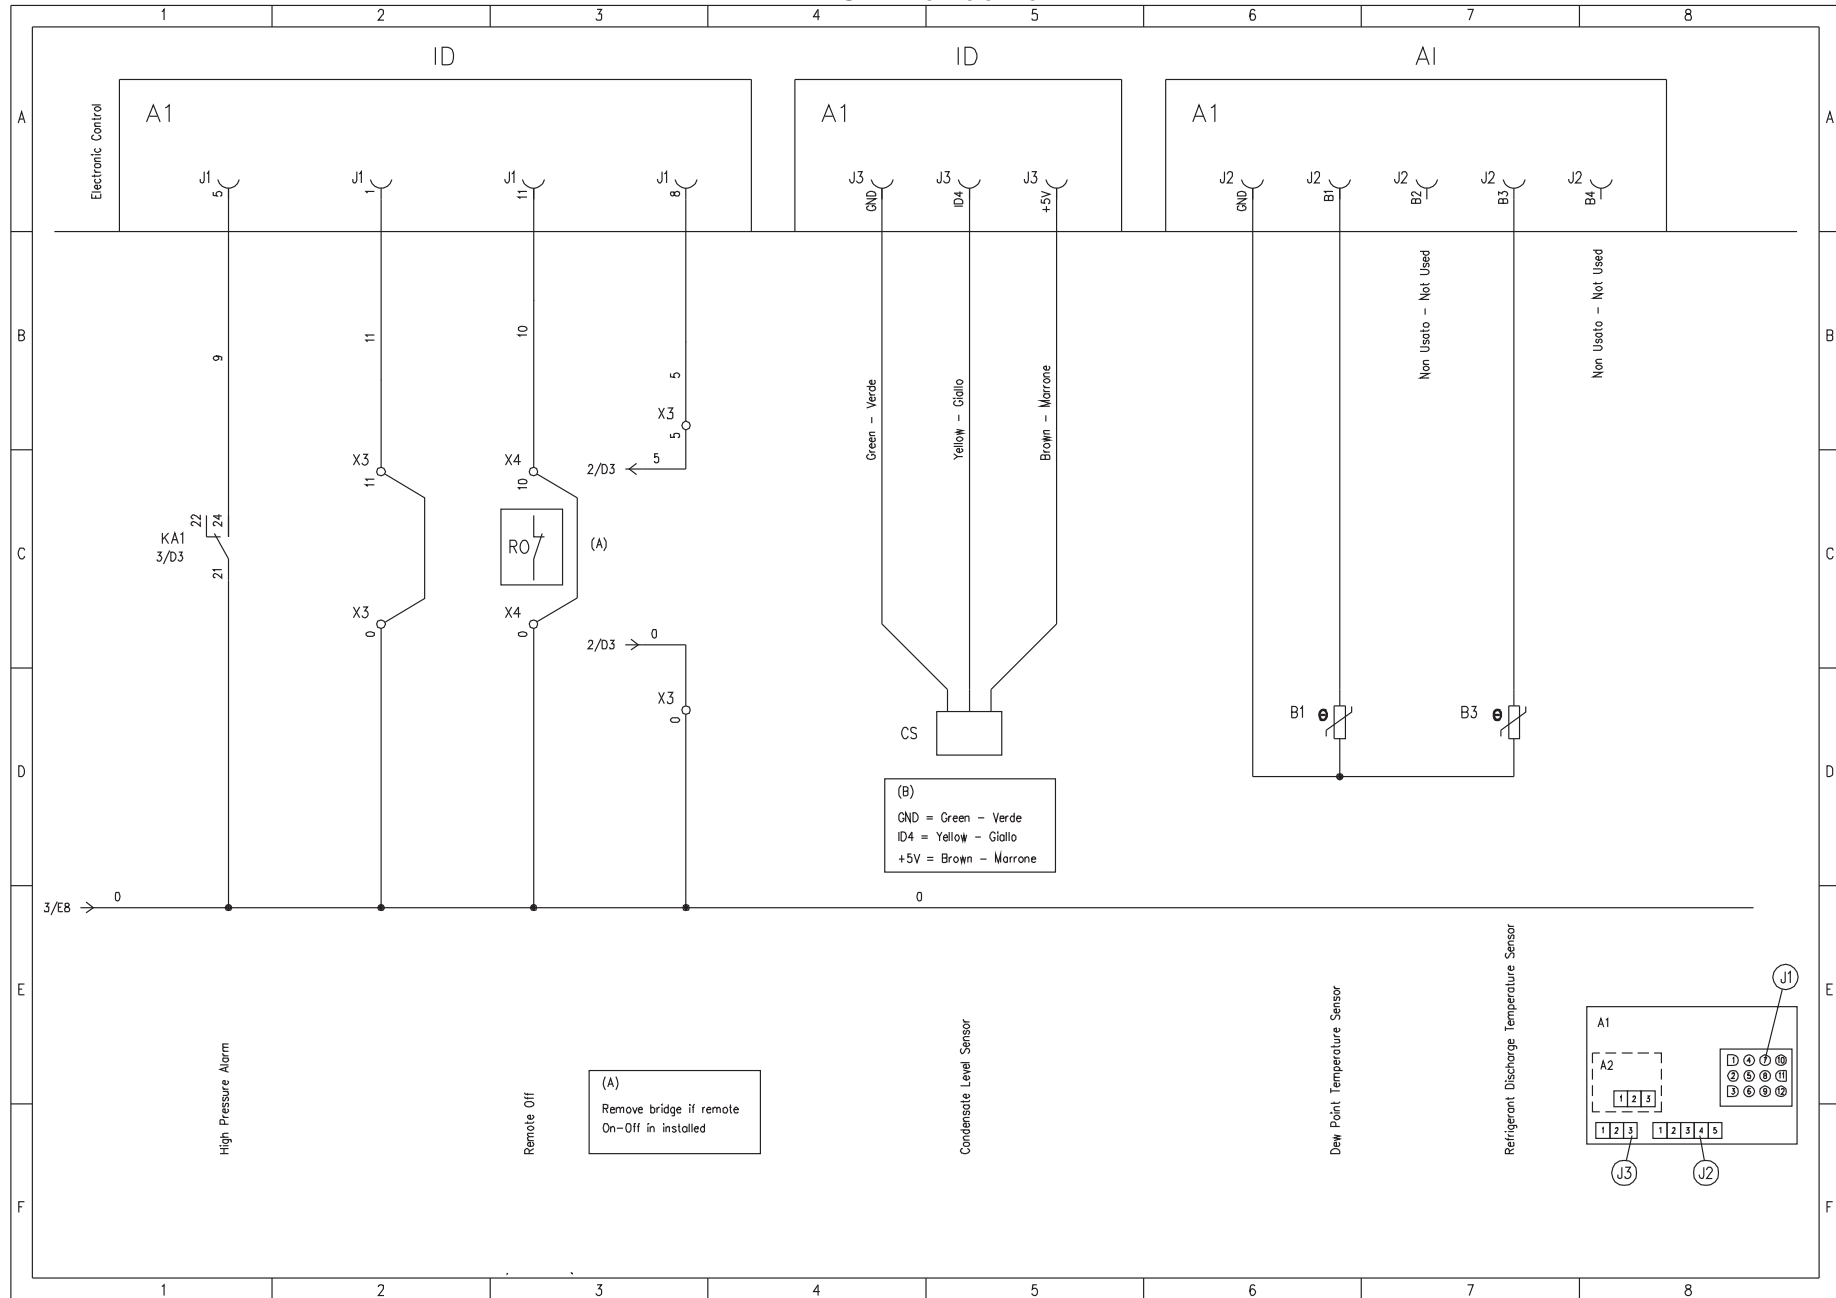 1 2 3 4 5 6 7 8
ID ID AI
A A
Electronic Control
A1 A1 A1
J1 J1 J1 J1 J3 J3 J3 J2 J2 J2 J2 J2
5 1 11 8 GND ID4 +5V GND B1 B2 B3 B4
B B
9 11 10 5
Green - Verde
Yellow - Giallo
Brown - Marrone
Non Usato - Not Used
Non Usato - Not Used
X3
5
X3 X4
11 10
2/D3 5
C C
22 24
KA1
3/D3
21
RO (A)
X3 X4
0 0
2/D3 0
X3
0
CS
B1 θ
B3 θ
D D
(B)
GND = Green - Verde
ID4 = Yellow - Giallo
+5V = Brown - Marrone
3/E8 0 0
E E
High Pressure Alarm
Remote Off
Condensate Level Sensor
Dew Point Temperature Sensor
Refrigerant Discharge Temperature Sensor
(A)
Remove bridge if remote
On-Off in installed
J1
A1
A2
1 4 7 10
2 5 8 11
3 6 9 12
1 2 3
1 2 3
1 2 3 4 5
J3 J2
F F
1 2 3 4 5 6 7 8